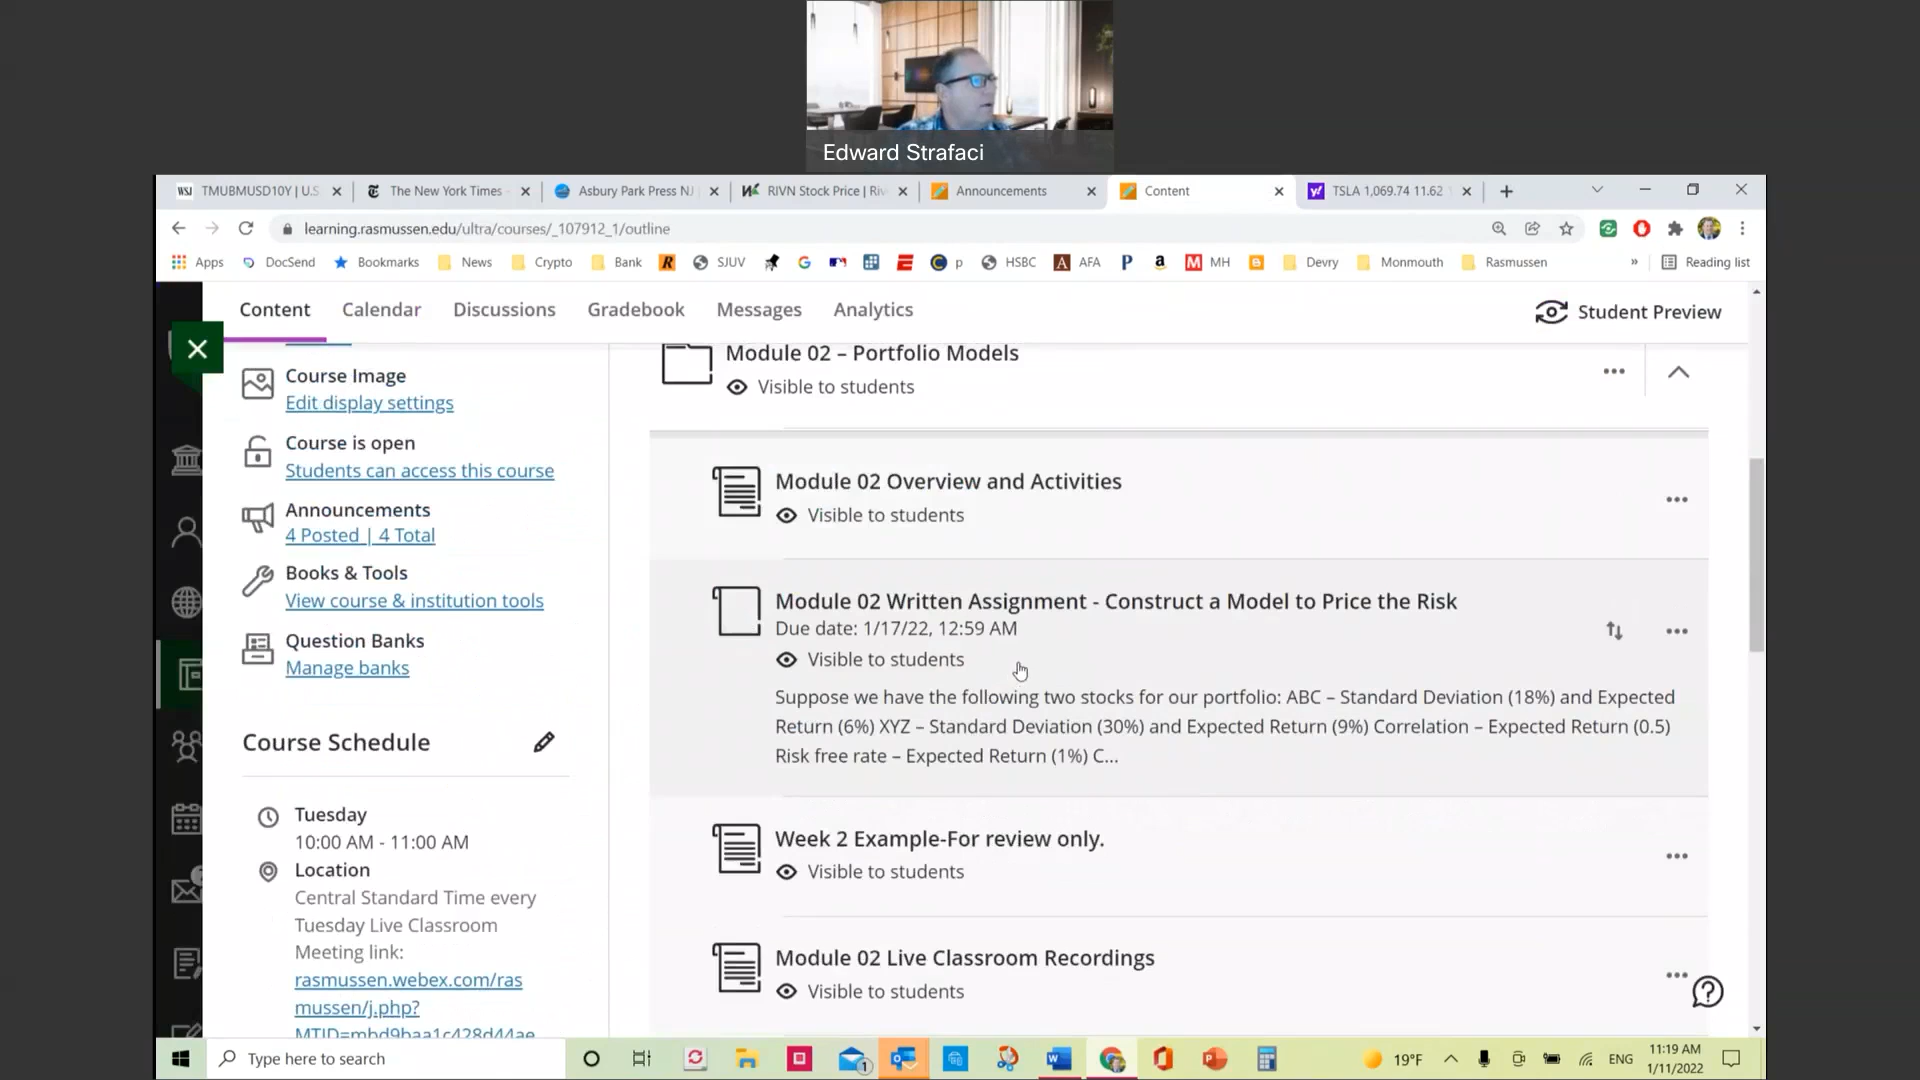 Edward Strafaci
WSJ TMUBMUSD10Y | U.S
The New York Times -
Asbury Park Press NJ
RIVN Stock Price | Riv
Announcements
Content
TSLA 1,069.74 11.62
learning.rasmussen.edu/ultra/courses/_107912_1/outline
Apps
DocSend
Bookmarks
News
Crypto
Bank
R
SJUV
G
p
HSBC
A AFA
P
a
M MH
Devry
Monmouth
Rasmussen
»
Reading list
Content
Calendar
Discussions
Gradebook
Messages
Analytics
Student Preview
Course Image
Edit display settings
Course is open
Students can access this course
Announcements
4 Posted | 4 Total
Books & Tools
View course & institution tools
Question Banks
Manage banks
Course Schedule
Tuesday
10:00 AM - 11:00 AM
Location
Central Standard Time every
Tuesday Live Classroom
Meeting link:
rasmussen.webex.com/ras
mussen/j.php?
MTID=mbd9baa1c428d44ae
Module 02 – Portfolio Models
Visible to students
Module 02 Overview and Activities
Visible to students
Module 02 Written Assignment - Construct a Model to Price the Risk
Due date: 1/17/22, 12:59 AM
Visible to students
Suppose we have the following two stocks for our portfolio: ABC – Standard Deviation (18%) and Expected
Return (6%) XYZ – Standard Deviation (30%) and Expected Return (9%) Correlation – Expected Return (0.5)
Risk free rate – Expected Return (1%) C...
Week 2 Example-For review only.
Visible to students
Module 02 Live Classroom Recordings
Visible to students
Type here to search
1
19°F
ENG
11:19 AM
1/11/2022